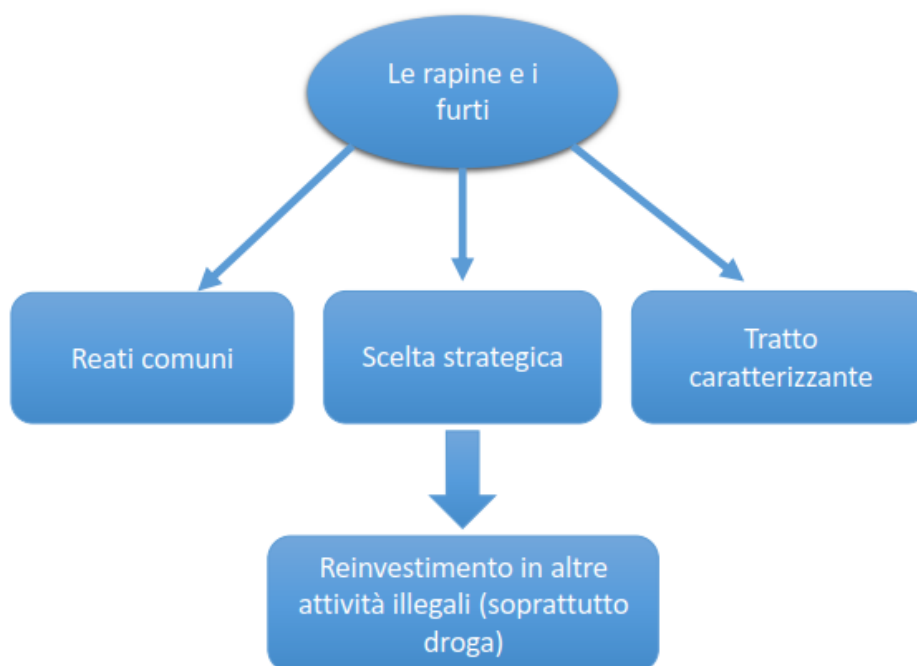 Le rapine e i
furti
Reati comuni
Scelta strategica
Tratto
caratterizzante
Reinvestimento in altre
attività illegali (soprattutto
droga)